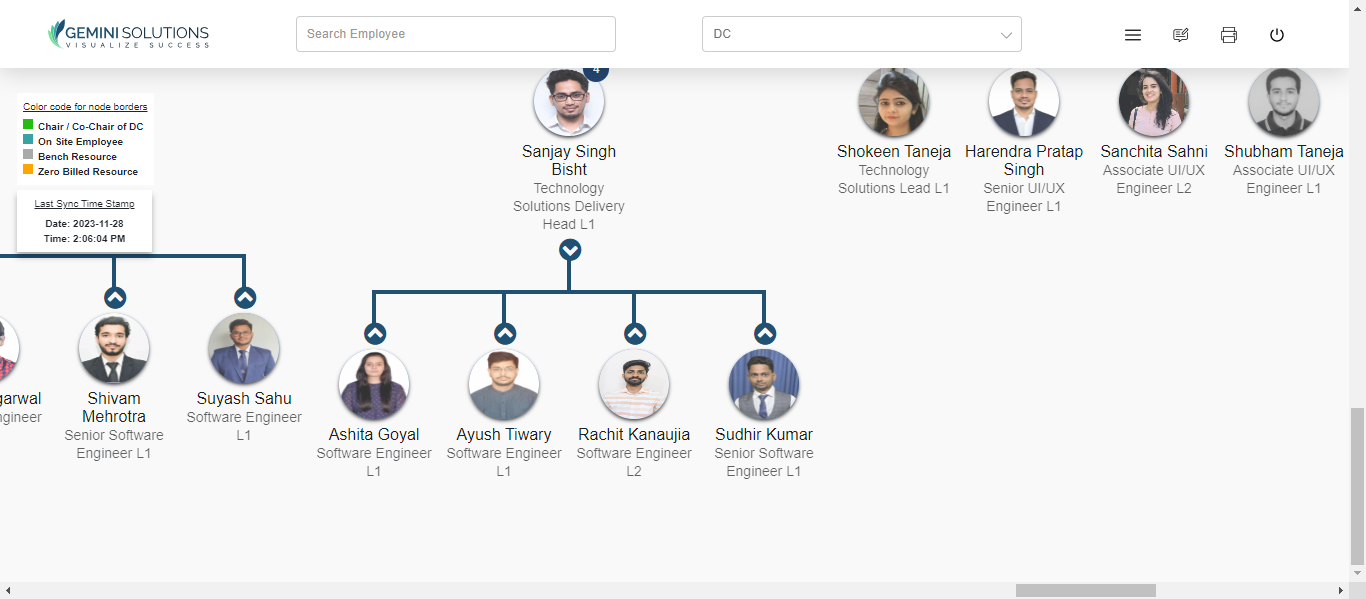 GEMINI SOLUTIONS
VISUALIZE SUCCESS
Search Employee
DC
Color code for node borders
Chair / Co-Chair of DC
On Site Employee
Bench Resource
Zero Billed Resource
Last Sync Time Stamp
Date: 2023-11-28
Time: 2:06:04 PM
4
Sanjay Singh
Bisht
Technology
Solutions Delivery
Head L1
Shokeen Taneja
Technology
Solutions Lead L1
Harendra Pratap
Singh
Senior UI/UX
Engineer L1
Sanchita Sahni
Associate UI/UX
Engineer L2
Shubham Taneja
Associate UI/UX
Engineer L1
Shivam
Mehrotra
Senior Software
Engineer L1
Suyash Sahu
Software Engineer
L1
Ashita Goyal
Software Engineer
L1
Ayush Tiwary
Software Engineer
L1
Rachit Kanaujia
Software Engineer
L2
Sudhir Kumar
Senior Software
Engineer L1